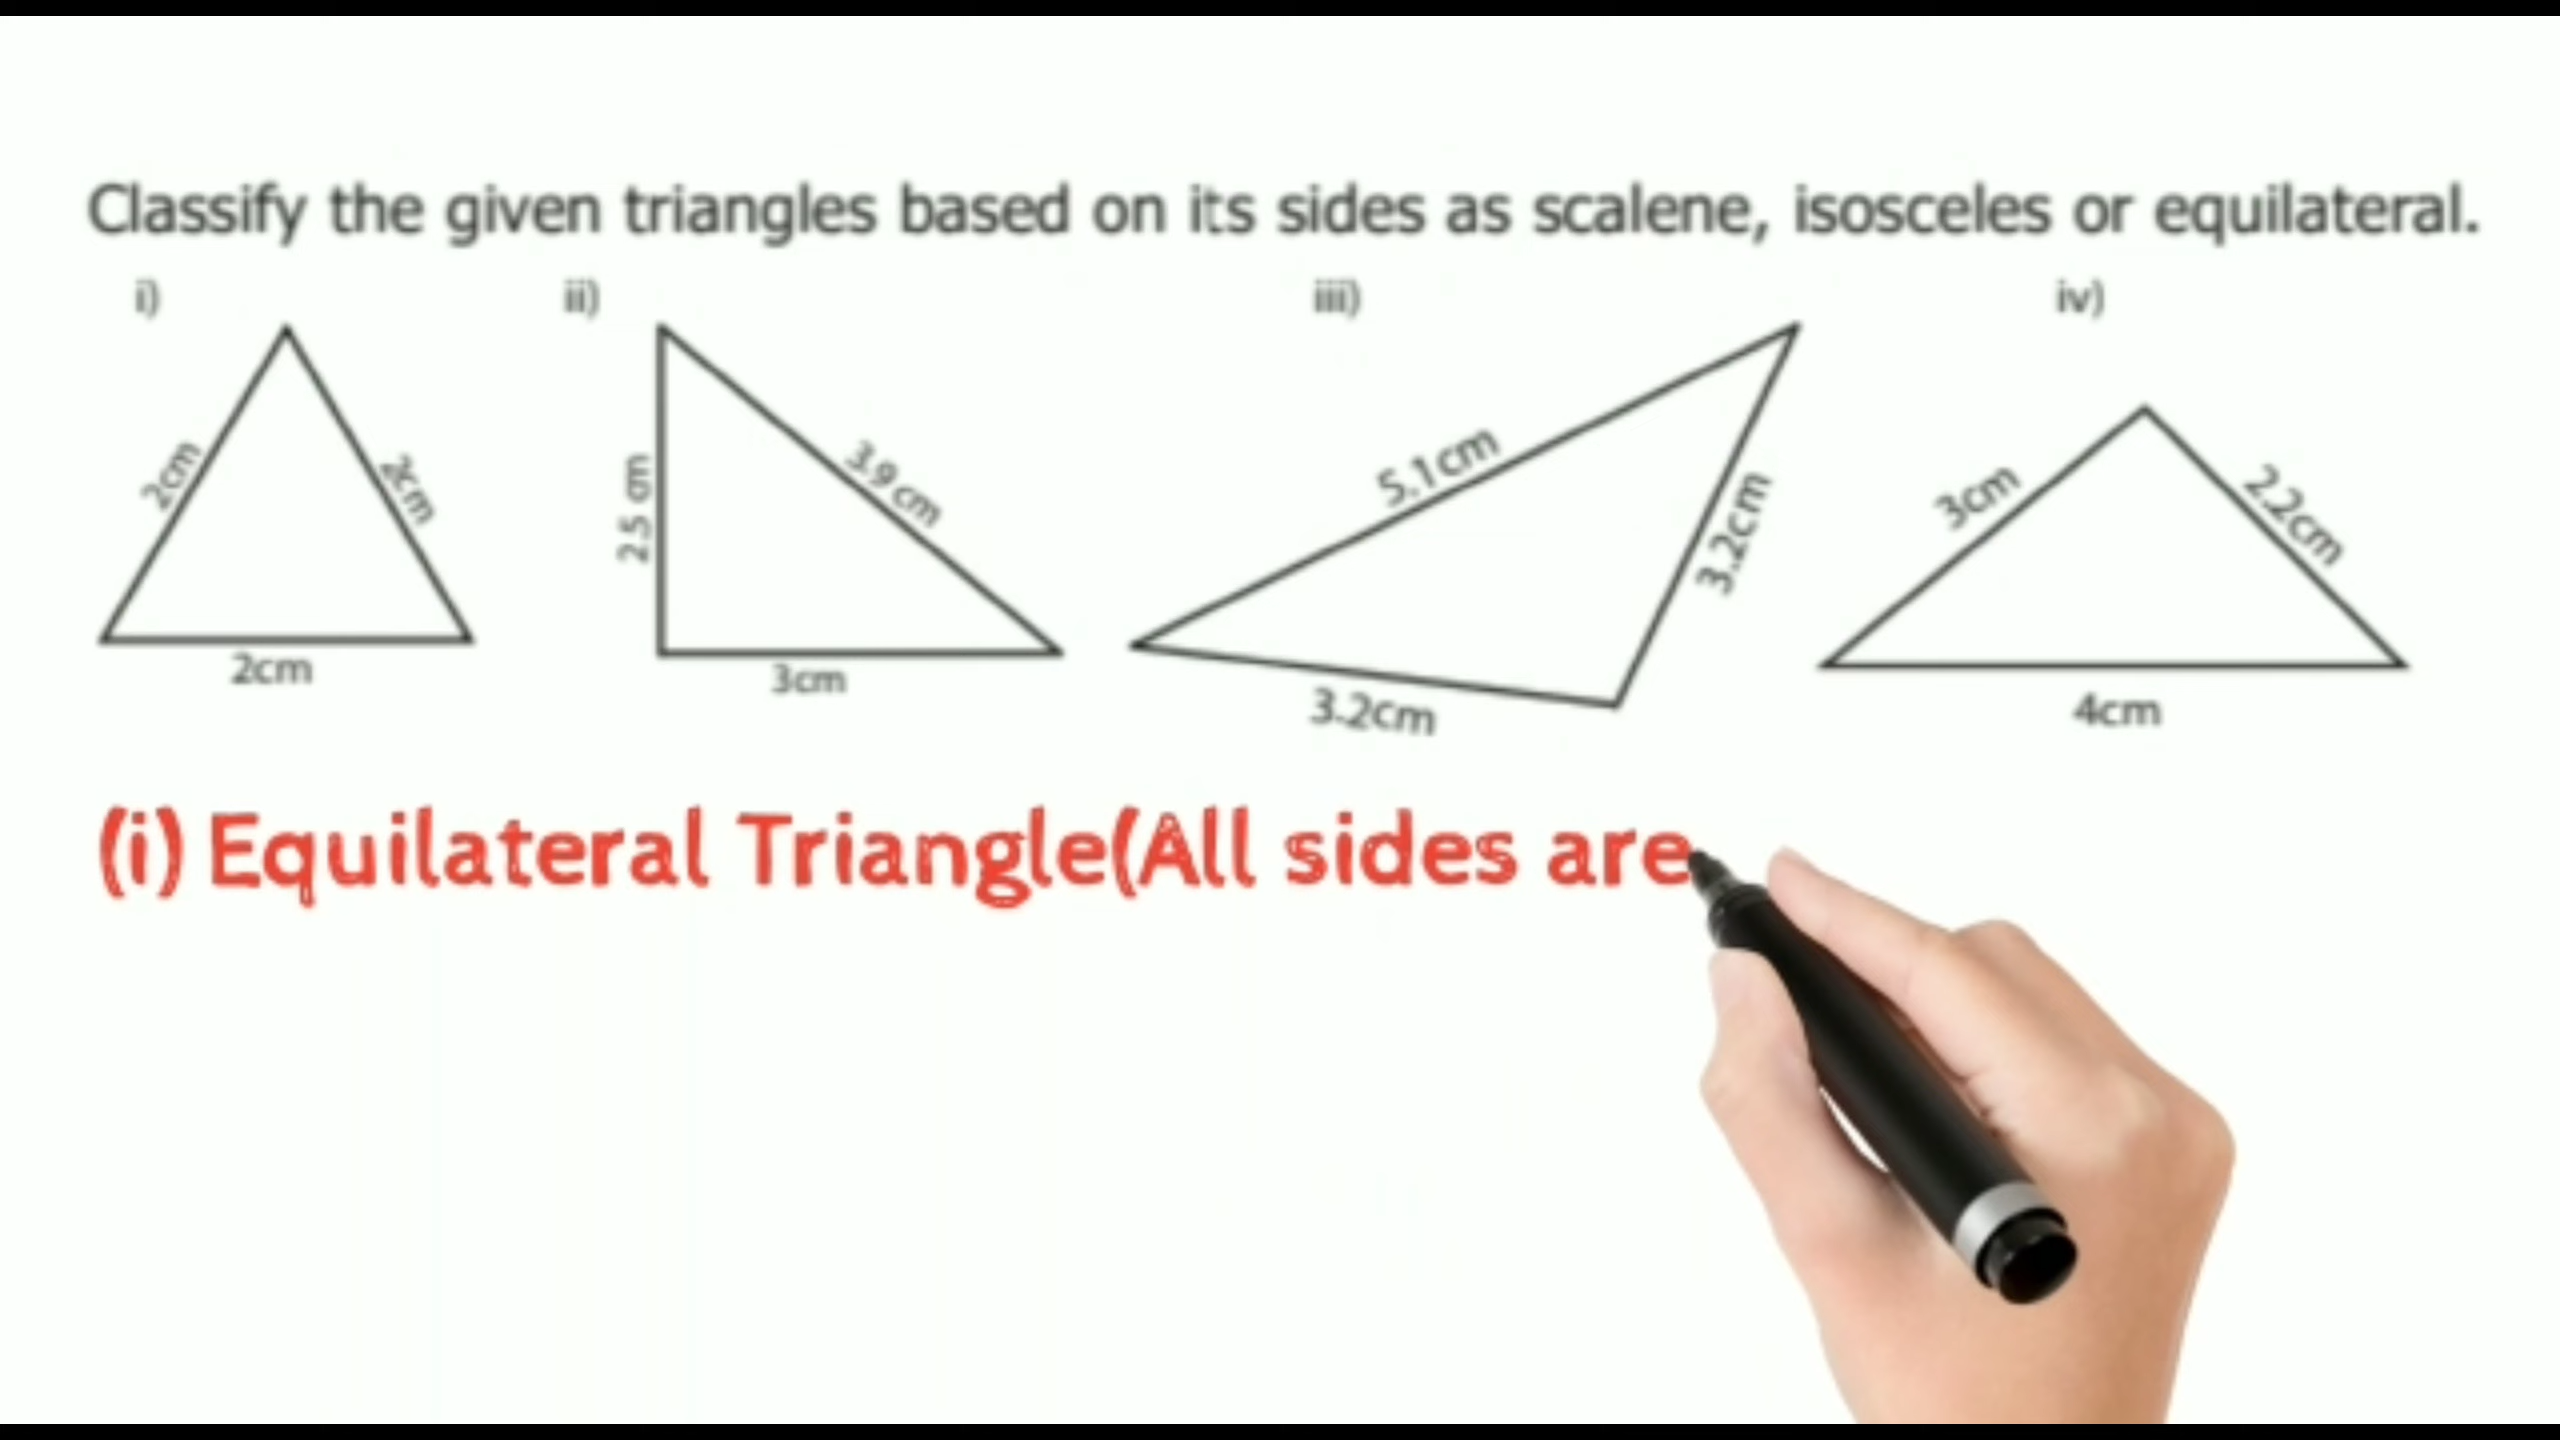 Classify the given triangles based on its sides as scalene, isosceles or equilateral.
i) ii) iii) iv)
2cm 2cm 2cm
2.5 cm 3.9 cm 3cm
5.1cm 3.2cm 3.2cm
3cm 2.2cm 4cm
(i) Equilateral Triangle(All sides are